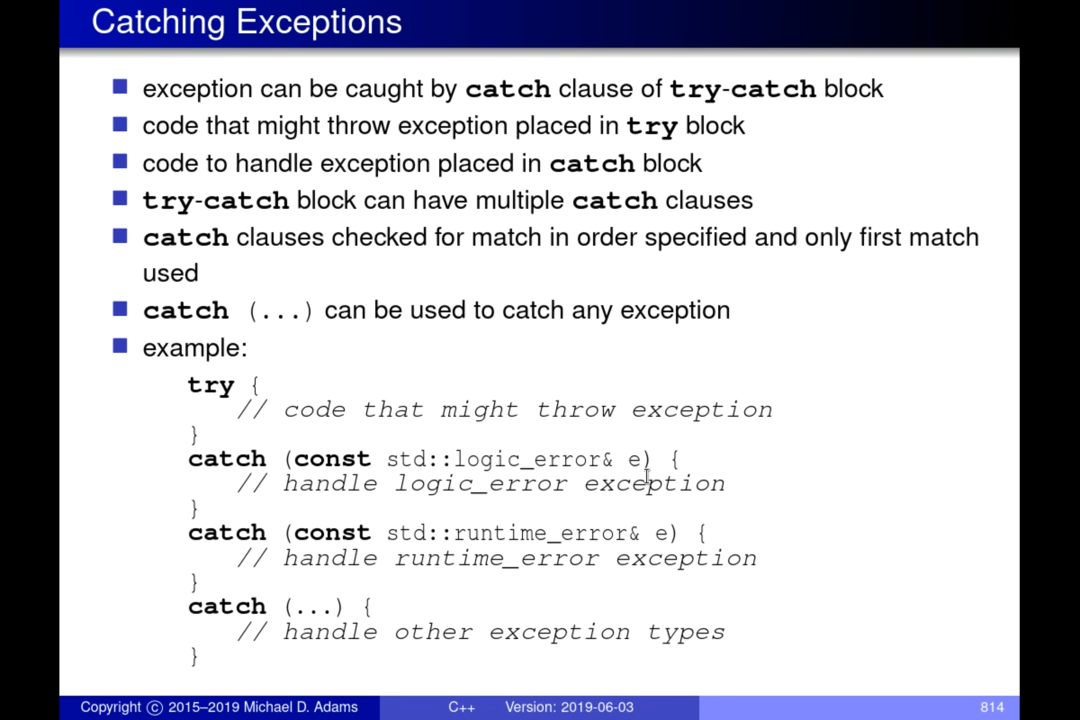 Catching Exceptions
exception can be caught by catch clause of try-catch block
code that might throw exception placed in try block
code to handle exception placed in catch block
try-catch block can have multiple catch clauses
catch clauses checked for match in order specified and only first match
used
catch (...) can be used to catch any exception
example:
try {
// code that might throw exception
}
catch (const std::logic_error& e) {
// handle logic_error exception
}
catch (const std::runtime_error& e) {
// handle runtime_error exception
}
catch (...) {
// handle other exception types
}
Copyright © 2015–2019 Michael D. Adams C++ Version: 2019-06-03 814